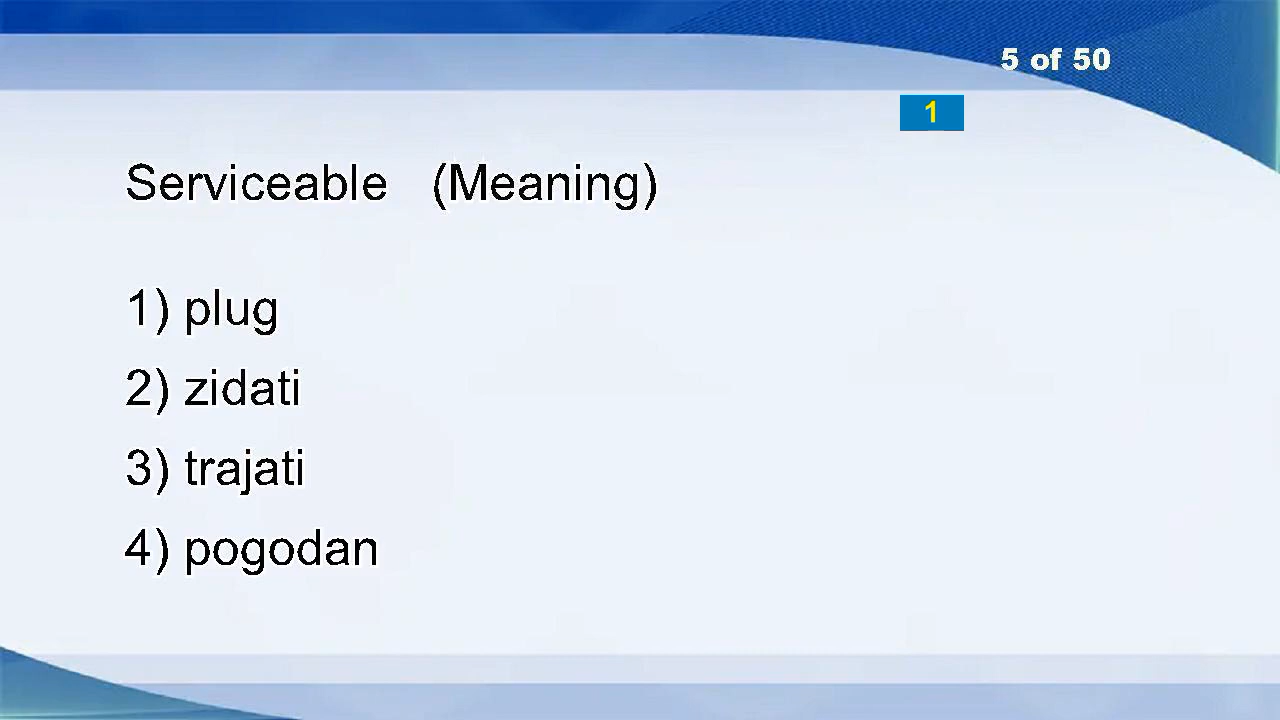 5 of 50
1
Serviceable (Meaning)
1) plug
2) zidati
3) trajati
4) pogodan